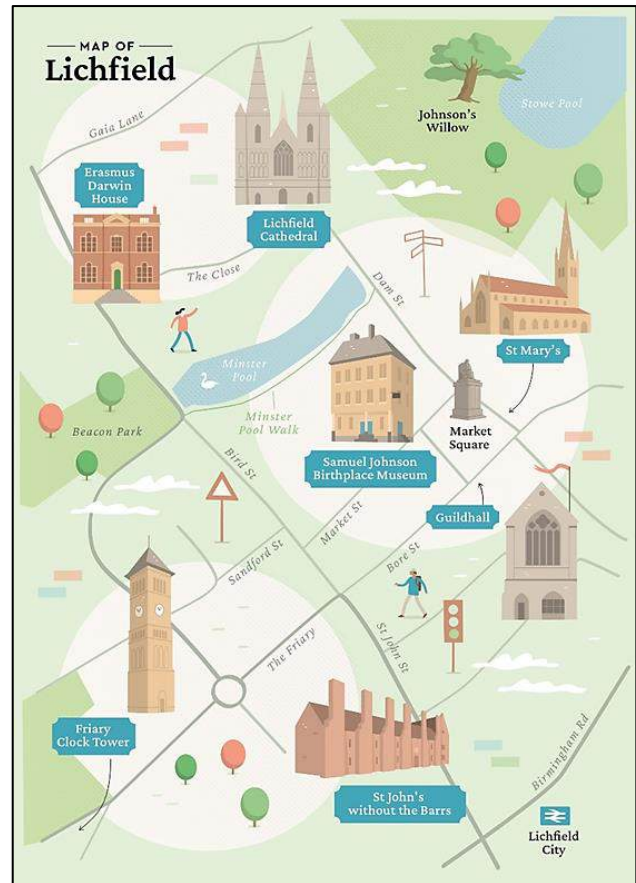 MAP OF
Lichfield
Gaia Lane
Johnson's
Willow
Stowe Pool
Erasmus
Darwin
House
Lichfield
Cathedral
The Close
Dam St
St Mary's
Minster
Pool
Minster
Pool Walk
Market
Square
Beacon Park
Samuel Johnson
Birthplace Museum
Bird St
Guildhall
Market St
Sandford St
Bore St
The Friary
St John St
Friary
Clock Tower
Birmingham Rd
St John's
without the Barrs
Lichfield
City